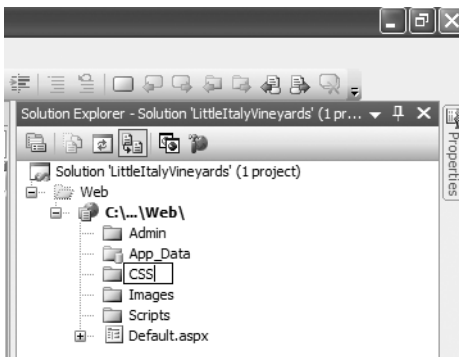 Solution Explorer - Solution 'LittleItalyVineyards' (1 pr...
Properties
Solution 'LittleItalyVineyards' (1 project)
Web
C:\...\Web\
Admin
App_Data
CSS
Images
Scripts
Default.aspx